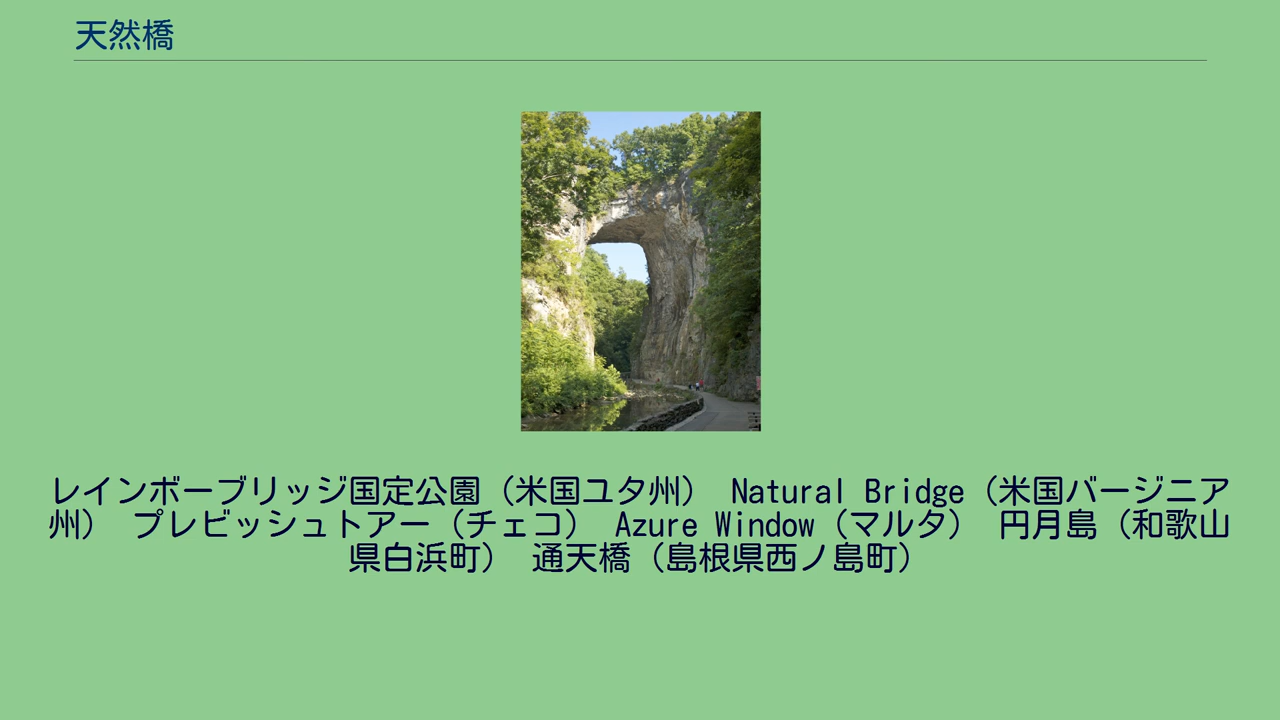 天然橋
レインボーブリッジ国定公園（米国ユタ州） Natural Bridge（米国バージニア
州） プレビッシュトアー（チェコ） Azure Window（マルタ） 円月島（和歌山
県白浜町） 通天橋（島根県西ノ島町）